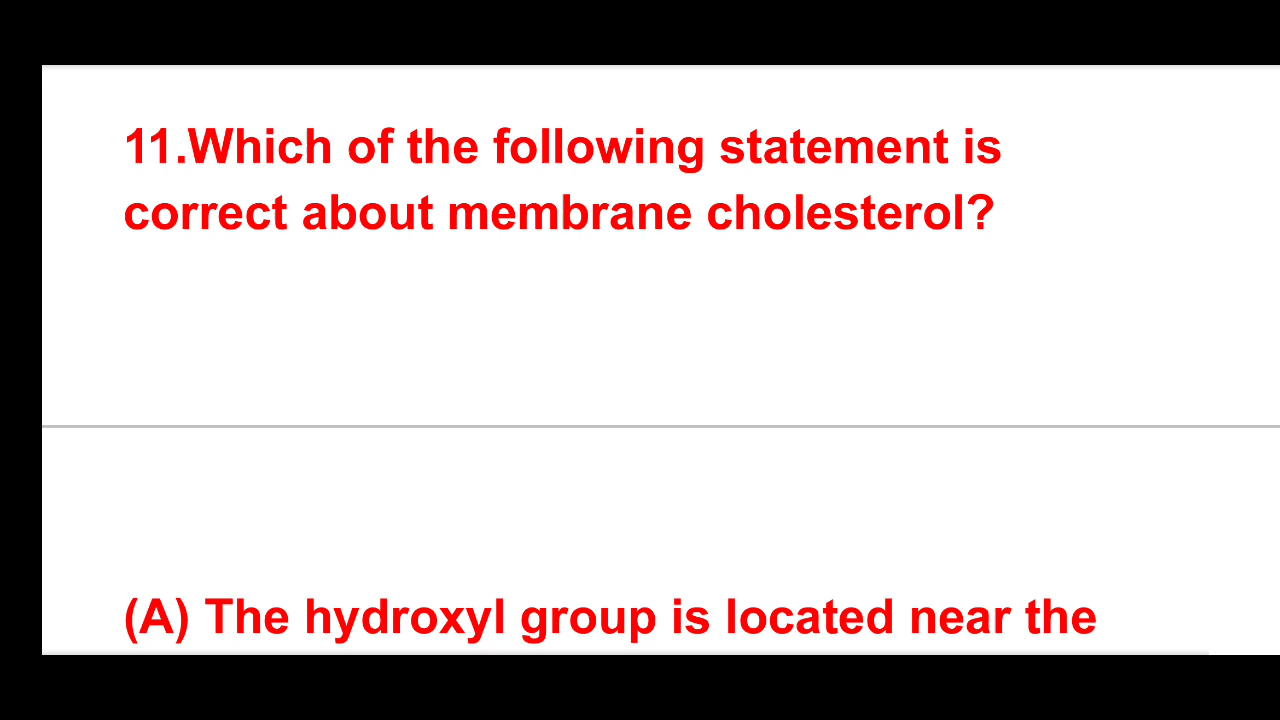 11.Which of the following statement is
correct about membrane cholesterol?
(A) The hydroxyl group is located near the